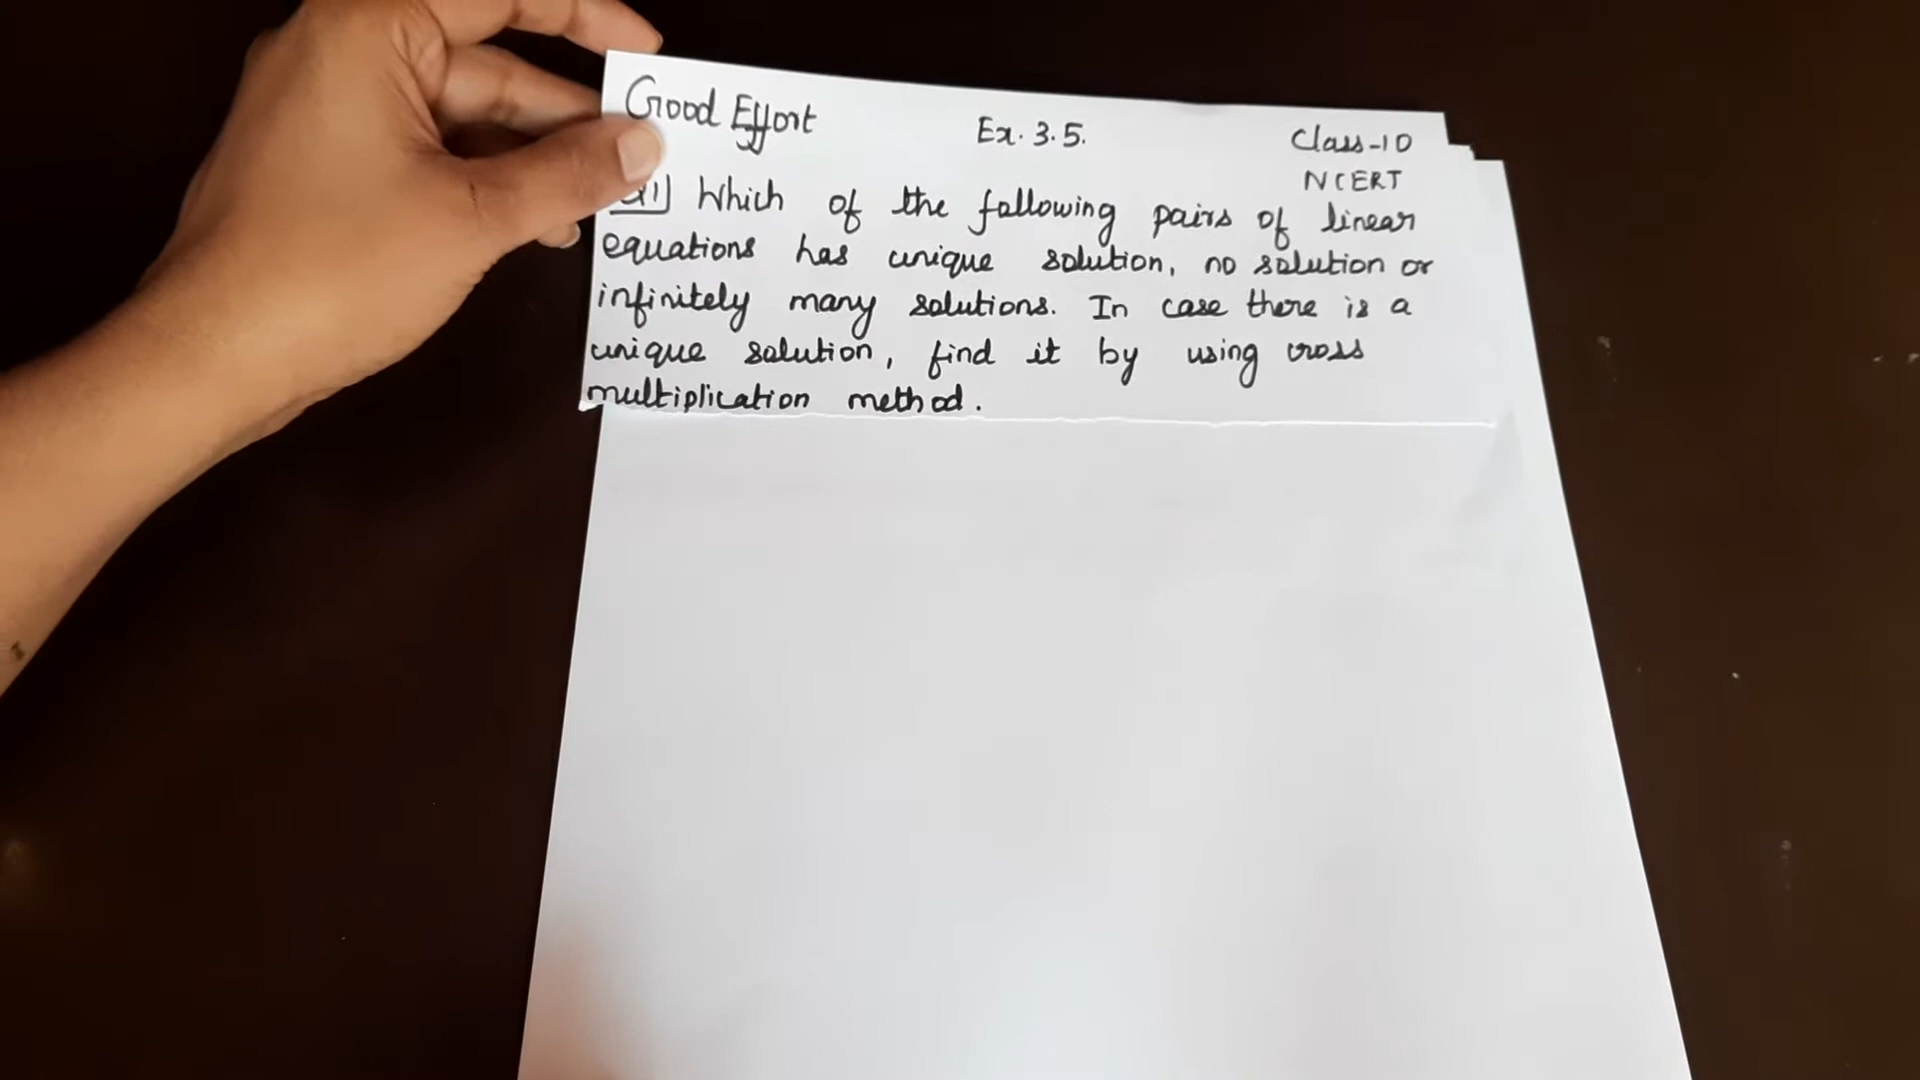 Good Effort
Ex. 3.5.
Class-10
NCERT
Q1] Which of the following pairs of linear
equations has unique solution, no solution or
infinitely many solutions. In case there is a
unique solution, find it by using cross
multiplication method.